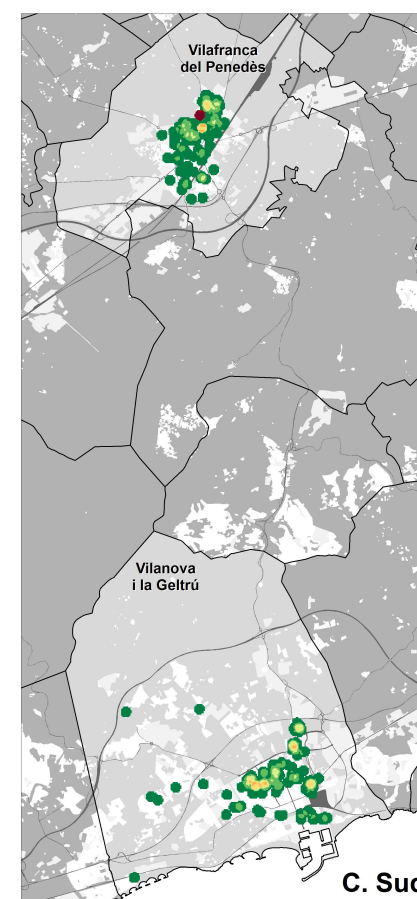 Vilafranca
del Penedès
Vilanova
i la Geltrú
C. Suc